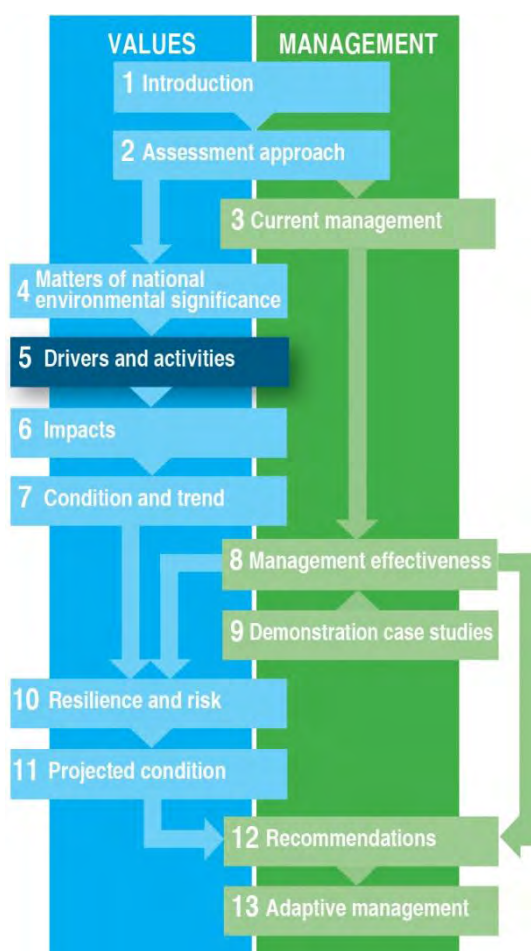 VALUES MANAGEMENT
1 Introduction
2 Assessment approach
3 Current management
4 Matters of national
environmental significance
5 Drivers and activities
6 Impacts
7 Condition and trend
8 Management effectiveness
9 Demonstration case studies
10 Resilience and risk
11 Projected condition
12 Recommendations
13 Adaptive management